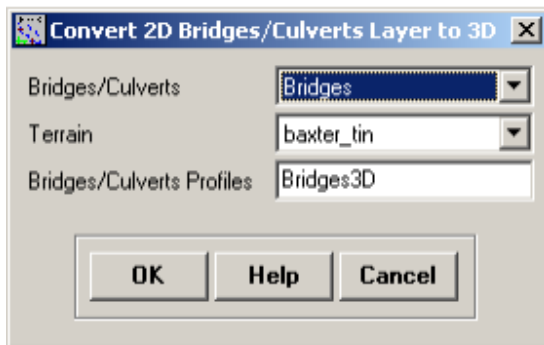 Convert 2D Bridges/Culverts Layer to 3D
Bridges/Culverts Bridges
Terrain baxter_tin
Bridges/Culverts Profiles Bridges3D
OK Help Cancel